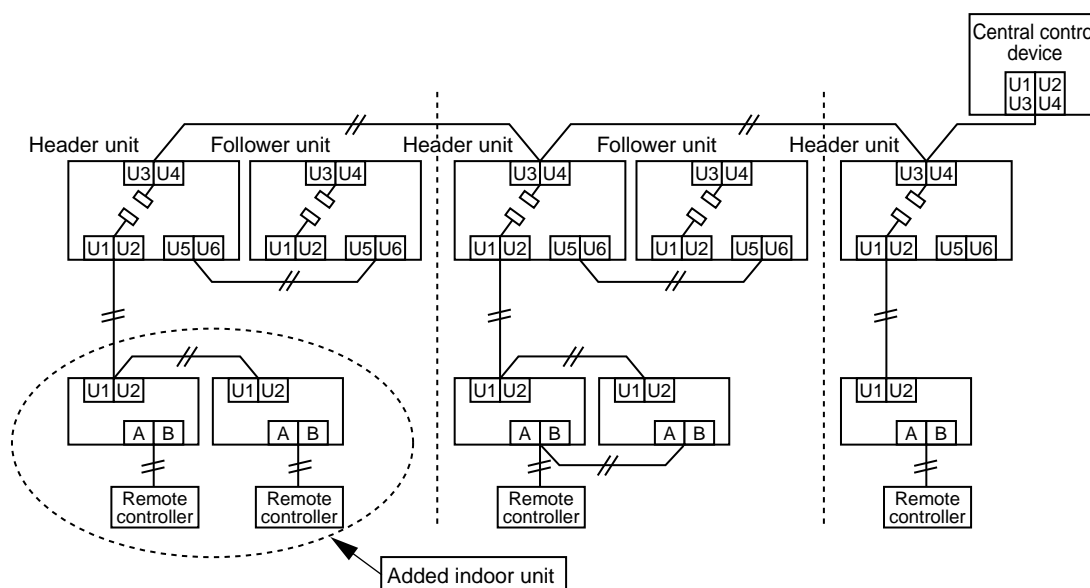 Central contro
device
U1 U2
U3 U4
Header unit
Follower unit
Header unit
Follower unit
Header unit
U3 U4
U3 U4
U3 U4
U3 U4
U3 U4
U1 U2
U5 U6
U1 U2
U5 U6
U1 U2
U5 U6
U1 U2
U5 U6
U1 U2
U5 U6
U1 U2
U1 U2
U1 U2
U1 U2
U1 U2
A B
A B
A B
A B
A B
Remote
controller
Remote
controller
Remote
controller
Remote
controller
Added indoor unit